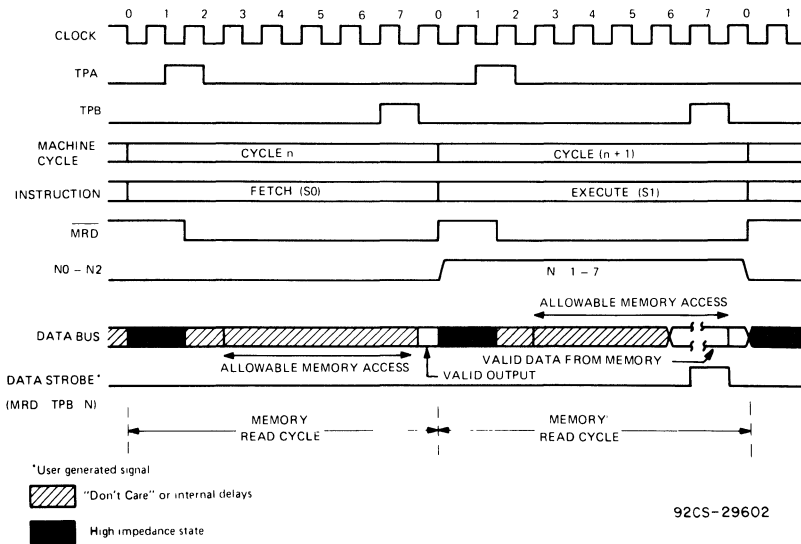 0 1 2 3 4 5 6 7 0 1 2 3 4 5 6 7 0 1
CLOCK
TPA
TPB
MACHINE CYCLE
CYCLE n
CYCLE (n + 1)
INSTRUCTION
FETCH (S0)
EXECUTE (S1)
MRD
N0 – N2
N 1 – 7
ALLOWABLE MEMORY ACCESS
DATA BUS
ALLOWABLE MEMORY ACCESS
VALID DATA FROM MEMORY
VALID OUTPUT
DATA STROBE*
(MRD TPB N)
MEMORY READ CYCLE
MEMORY READ CYCLE
*User generated signal
"Don't Care" or internal delays
High impedance state
92CS-29602